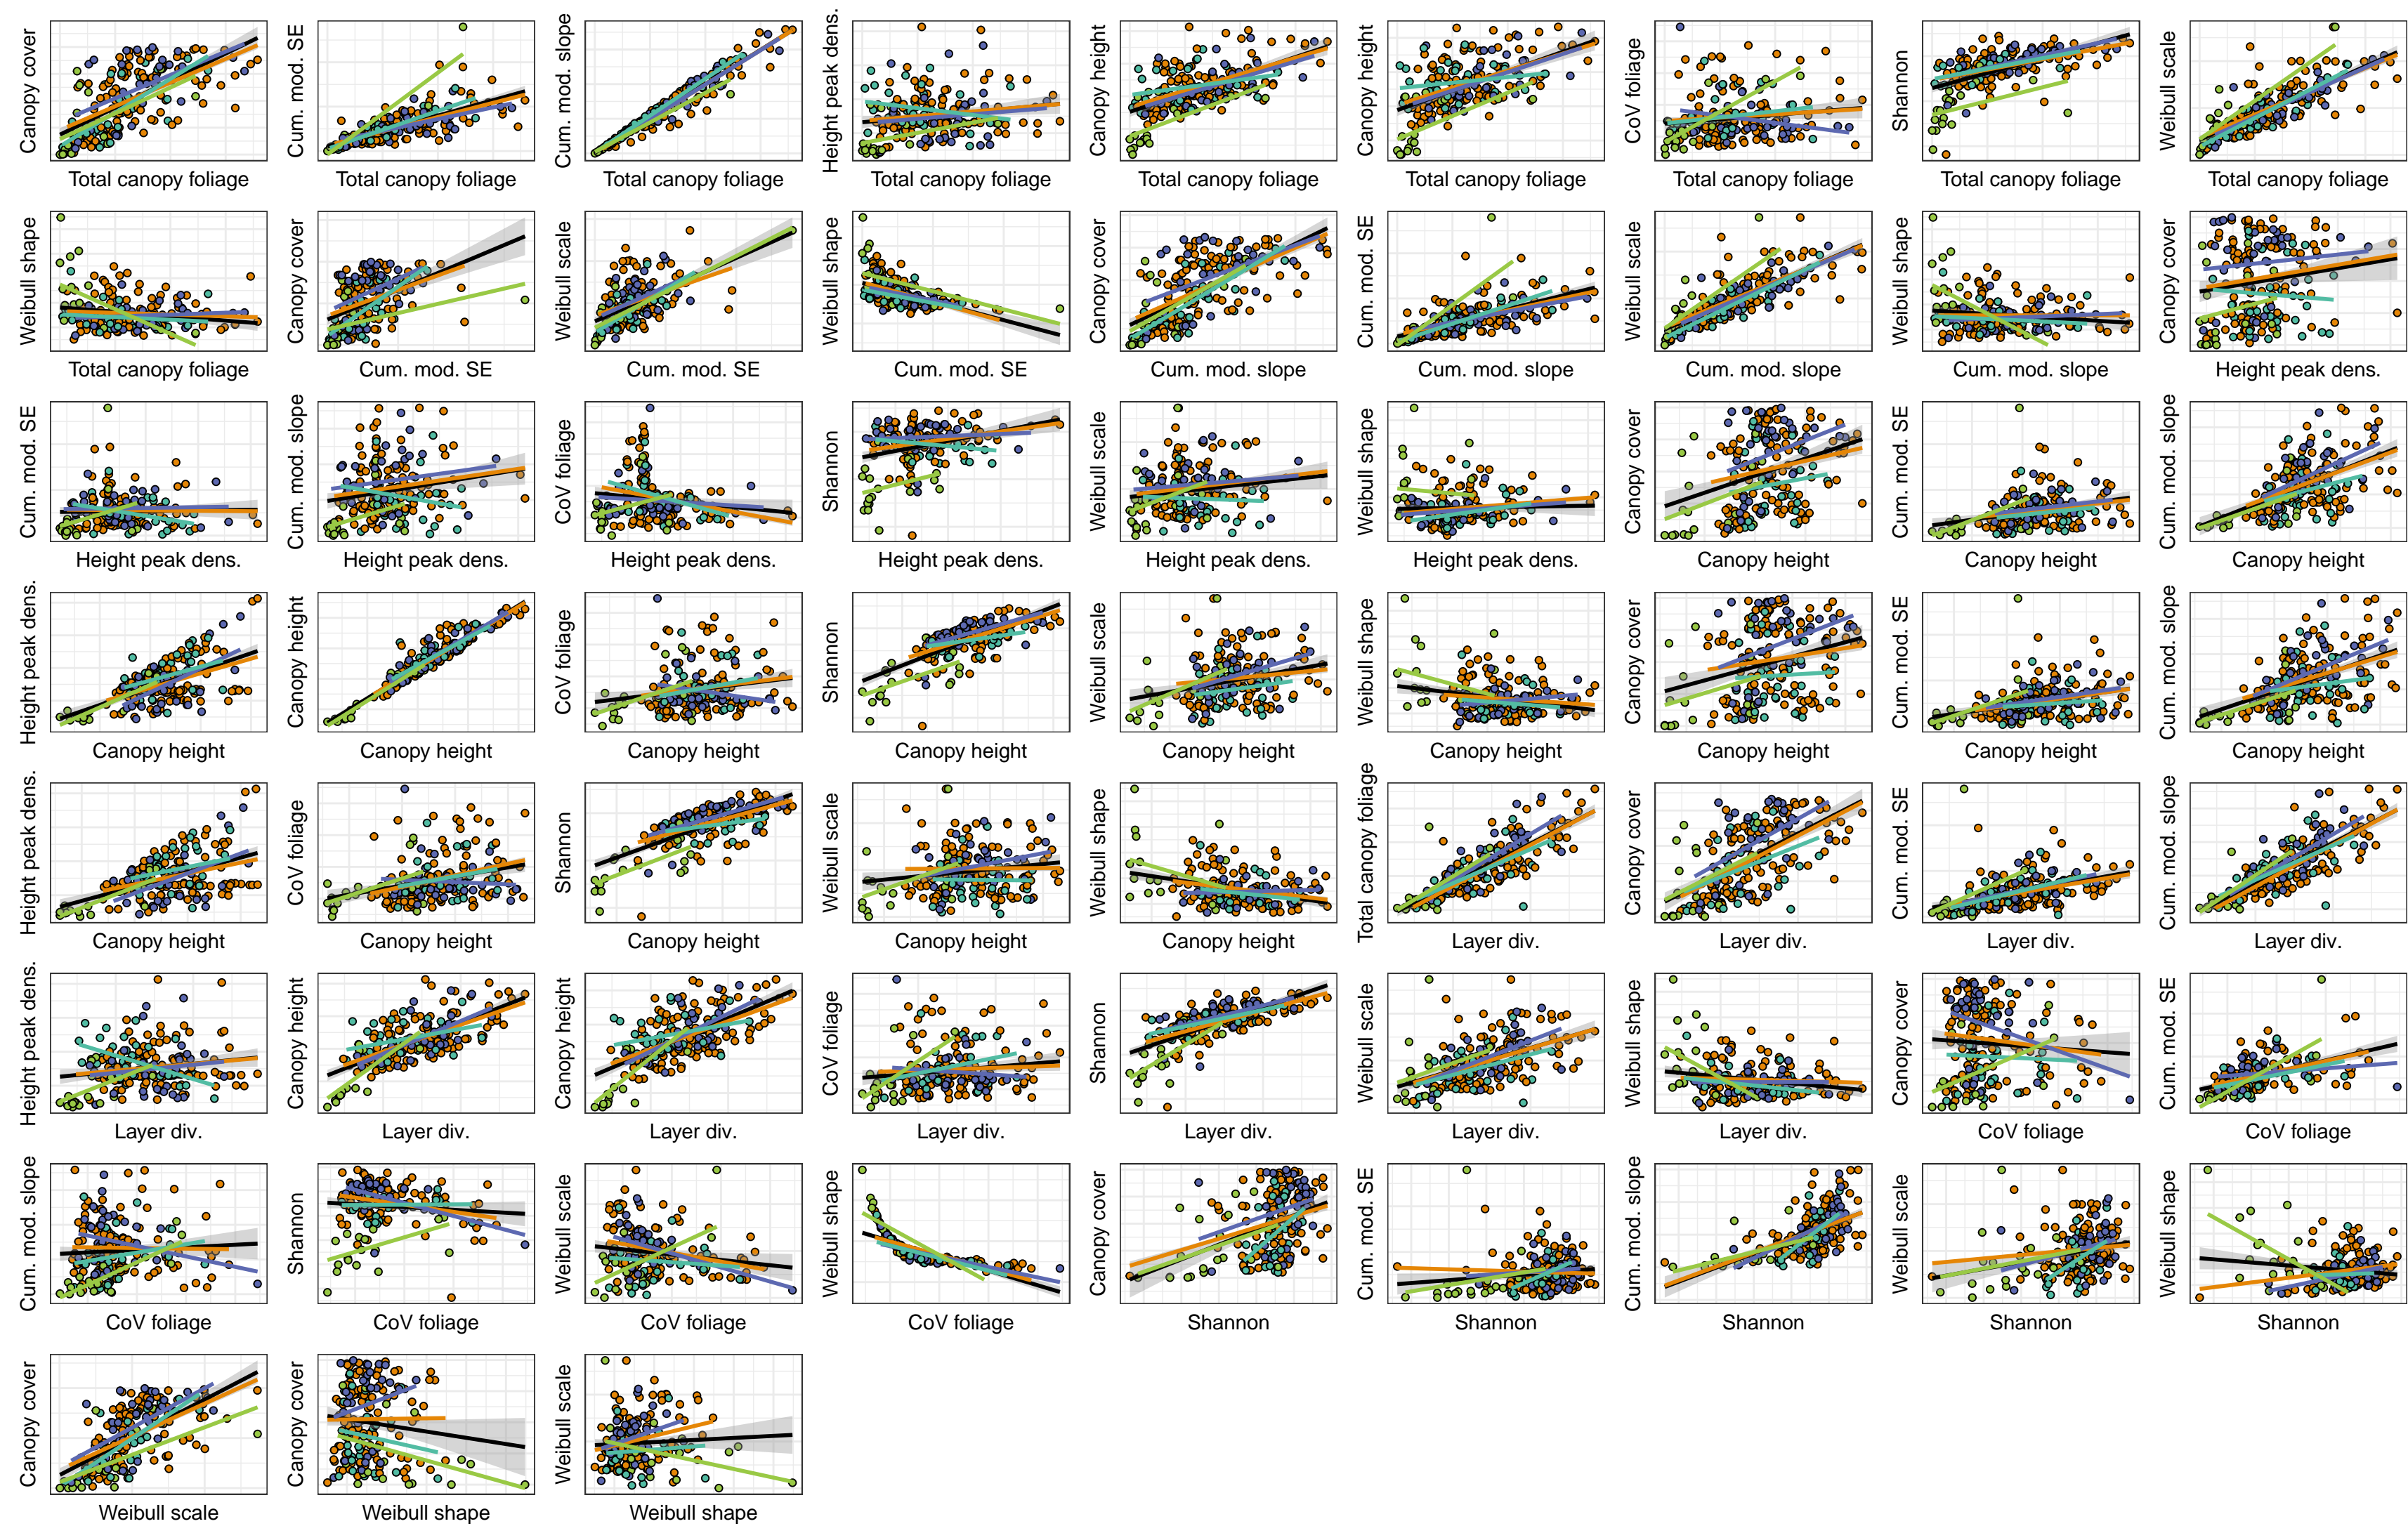 Canopy cover
Total canopy foliage
Cum. mod. SE
Total canopy foliage
Cum. mod. slope
Total canopy foliage
Height peak dens.
Total canopy foliage
Canopy height
Total canopy foliage
Canopy height
Total canopy foliage
CoV foliage
Total canopy foliage
Shannon
Total canopy foliage
Weibull scale
Total canopy foliage
Weibull shape
Total canopy foliage
Canopy cover
Cum. mod. SE
Weibull scale
Cum. mod. SE
Weibull shape
Cum. mod. SE
Canopy cover
Cum. mod. slope
Cum. mod. SE
Cum. mod. slope
Weibull scale
Cum. mod. slope
Weibull shape
Cum. mod. slope
Canopy cover
Height peak dens.
Cum. mod. SE
Height peak dens.
Cum. mod. slope
Height peak dens.
CoV foliage
Height peak dens.
Shannon
Height peak dens.
Weibull scale
Height peak dens.
Weibull shape
Height peak dens.
Canopy cover
Canopy height
Cum. mod. SE
Canopy height
Cum. mod. slope
Canopy height
Height peak dens.
Canopy height
Canopy height
Canopy height
CoV foliage
Canopy height
Shannon
Canopy height
Weibull scale
Canopy height
Weibull shape
Canopy height
Canopy cover
Canopy height
Cum. mod. SE
Canopy height
Cum. mod. slope
Canopy height
Height peak dens.
Canopy height
CoV foliage
Canopy height
Shannon
Canopy height
Weibull scale
Canopy height
Weibull shape
Canopy height
Total canopy foliage
Layer div.
Canopy cover
Layer div.
Cum. mod. SE
Layer div.
Cum. mod. slope
Layer div.
Height peak dens.
Layer div.
Canopy height
Layer div.
Canopy height
Layer div.
CoV foliage
Layer div.
Shannon
Layer div.
Weibull scale
Layer div.
Weibull shape
Layer div.
Canopy cover
CoV foliage
Cum. mod. SE
CoV foliage
Cum. mod. slope
CoV foliage
Shannon
CoV foliage
Weibull scale
CoV foliage
Weibull shape
CoV foliage
Canopy cover
Shannon
Cum. mod. SE
Shannon
Cum. mod. slope
Shannon
Weibull scale
Shannon
Weibull shape
Shannon
Canopy cover
Weibull scale
Canopy cover
Weibull shape
Weibull scale
Weibull shape